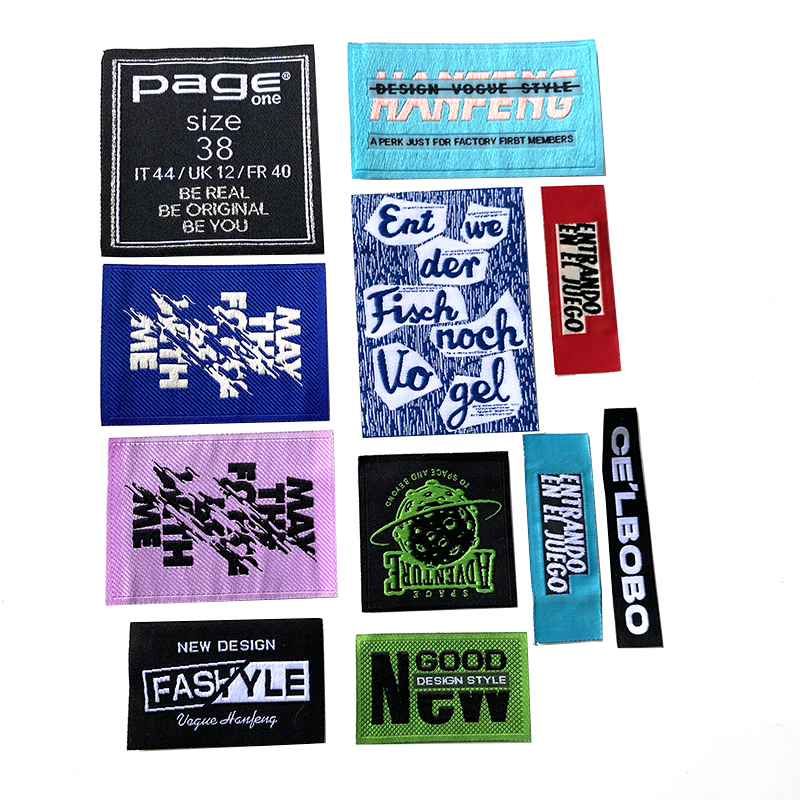 page®
one
size
38
IT 44 / UK 12 / FR 40
BE REAL
BE ORIGINAL
BE YOU
HANFENG
DESIGN VOGUE STYLE
A PERK JUST FOR FACTORY FIRBT MEMBERS
Ent we
der
Fisch
noch
Vo
gel
ENTRANDO
EN EL JUEGO
MAY
THE
FORCE
WITH
ME
MAY
THE
FORCE
WITH
ME
TO SPACE AND BEYOND
SPACE
ADVENTURE
ENTRANDO
EN EL JUEGO
CE'LBOBO
NEW DESIGN
FASHYLE
Vogue Hanfeng
GOOD
DESIGN STYLE
New